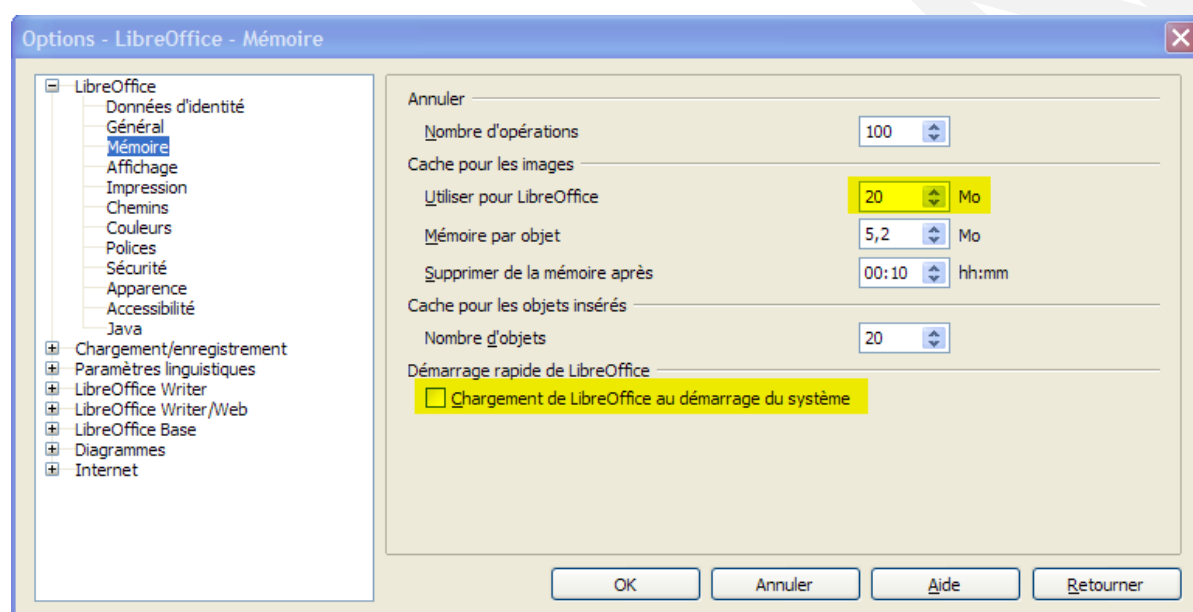 Options - LibreOffice - Mémoire
LibreOffice
Données d'identité
Général
Mémoire
Affichage
Impression
Chemins
Couleurs
Polices
Sécurité
Apparence
Accessibilité
Java
Chargement/enregistrement
Paramètres linguistiques
LibreOffice Writer
LibreOffice Writer/Web
LibreOffice Base
Diagrammes
Internet
Annuler
Nombre d'opérations 100
Cache pour les images
Utiliser pour LibreOffice 20 Mo
Mémoire par objet 5,2 Mo
Supprimer de la mémoire après 00:10 hh:mm
Cache pour les objets insérés
Nombre d'objets 20
Démarrage rapide de LibreOffice
Chargement de LibreOffice au démarrage du système
OK Annuler Aide Retourner